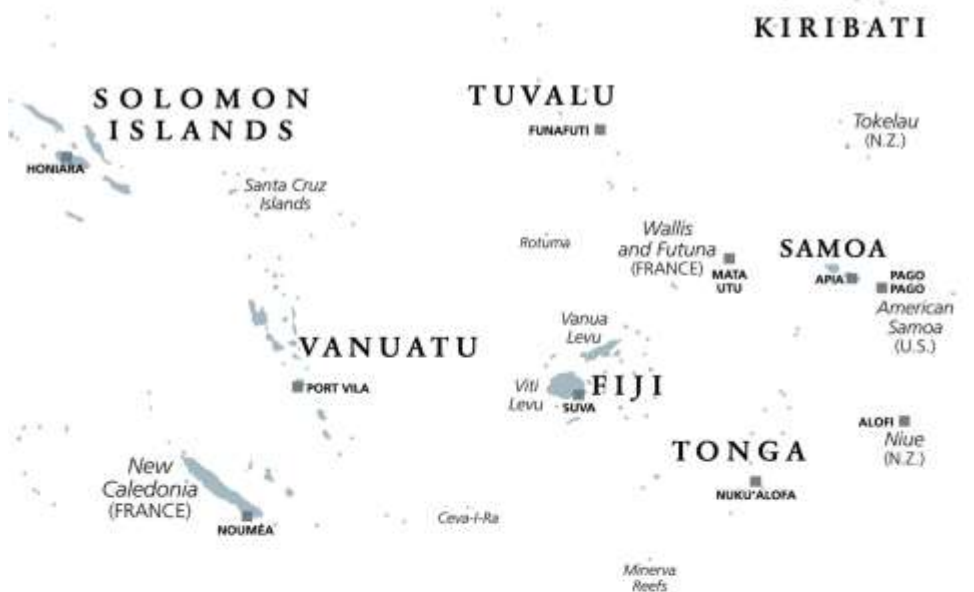 KIRIBATI
SOLOMON
ISLANDS
TUVALU
FUNAFUTI
Tokelau
(N.Z.)
HONIARA
Santa Cruz
Islands
Rotuma
Wallis
and Futuna
(FRANCE)
MATA
UTU
SAMOA
APIA
PAGO
PAGO
American
Samoa
(U.S.)
Vanua
Levu
VANUATU
PORT VILA
Viti
Levu
FIJI
SUVA
ALOFI
Niue
(N.Z.)
TONGA
NUKU'ALOFA
New
Caledonia
(FRANCE)
NOUMÉA
Ceva-I-Ra
Minerva
Reefs